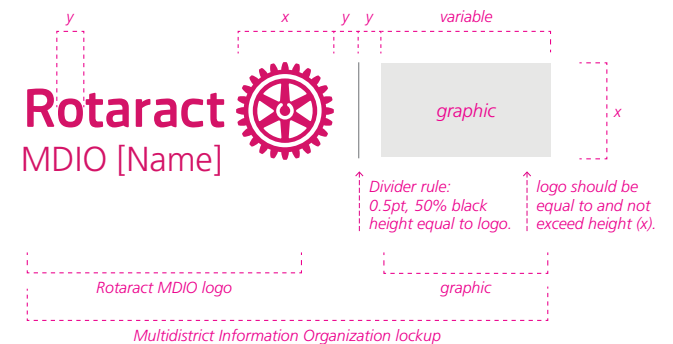 y x y y variable
Rotaract
MDIO [Name]
graphic
x
Divider rule:
0.5pt, 50% black
height equal to logo.
logo should be
equal to and not
exceed height (x).
Rotaract MDIO logo
graphic
Multidistrict Information Organization lockup